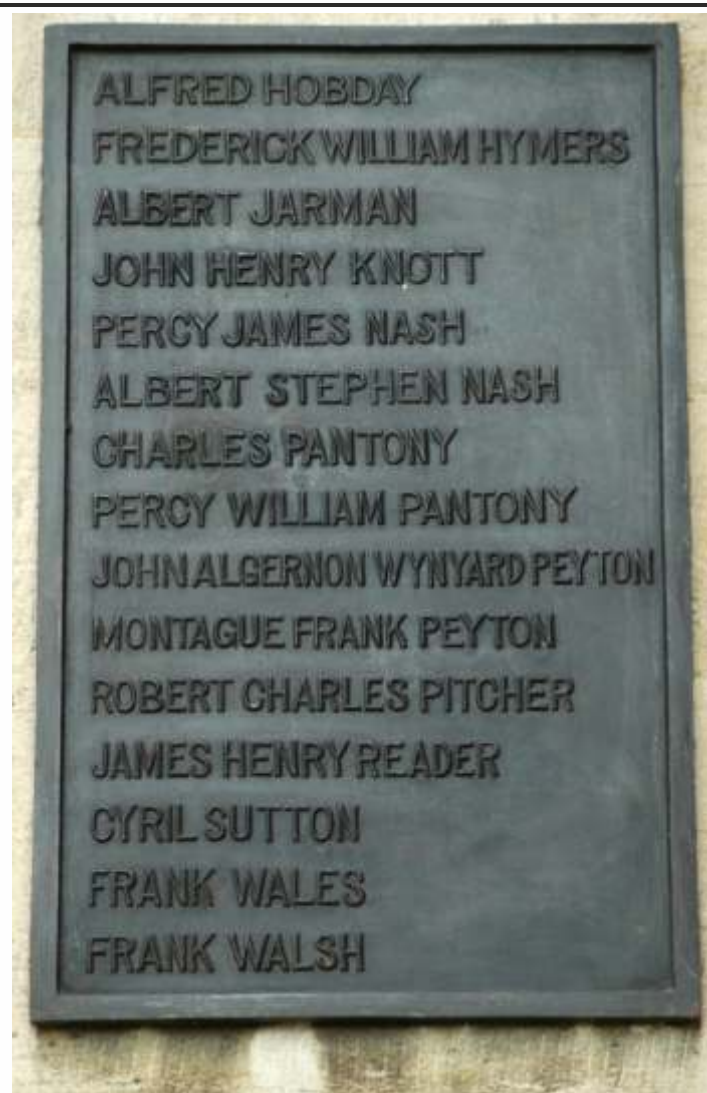 ALFRED HOBDAY
FREDERICK WILLIAM HYMERS
ALBERT JARMAN
JOHN HENRY KNOTT
PERCY JAMES NASH
ALBERT STEPHEN NASH
CHARLES PANTONY
PERCY WILLIAM PANTONY
JOHN ALGERNON WYNYARD PEYTON
MONTAGUE FRANK PEYTON
ROBERT CHARLES PITCHER
JAMES HENRY READER
CYRIL SUTTON
FRANK WALES
FRANK WALSH